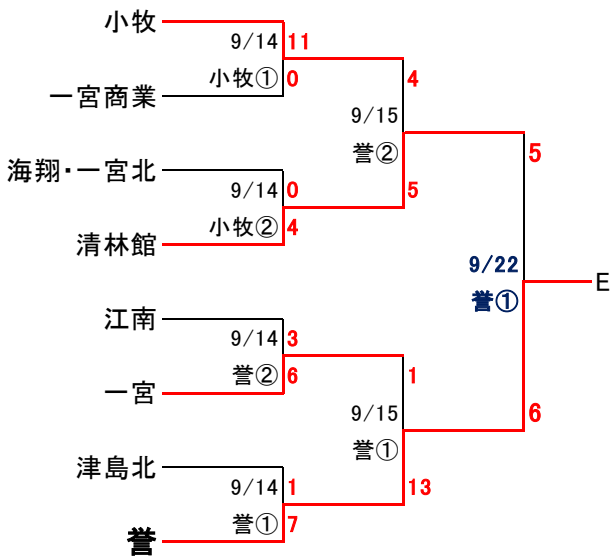 小牧
9/14 11
小牧① 0
一宮商業
4
9/15
誉②
5
5
海翔・一宮北
9/14 0
小牧② 4
清林館
9/22
誉①
E
江南
9/14 3
誉② 6
一宮
1
9/15
誉①
13
6
津島北
9/14 1
誉① 7
誉